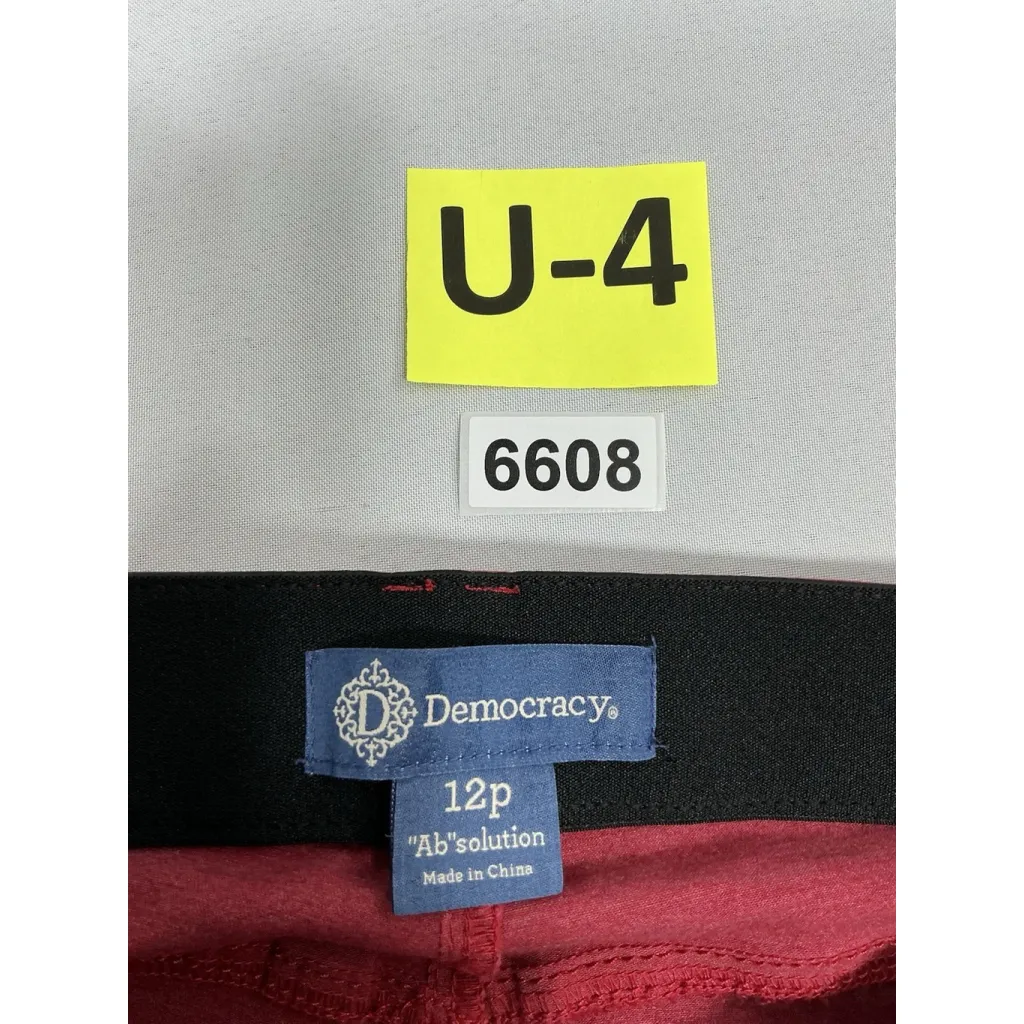 U-4
6608
D Democracy®
12p
"Ab"solution
Made in China